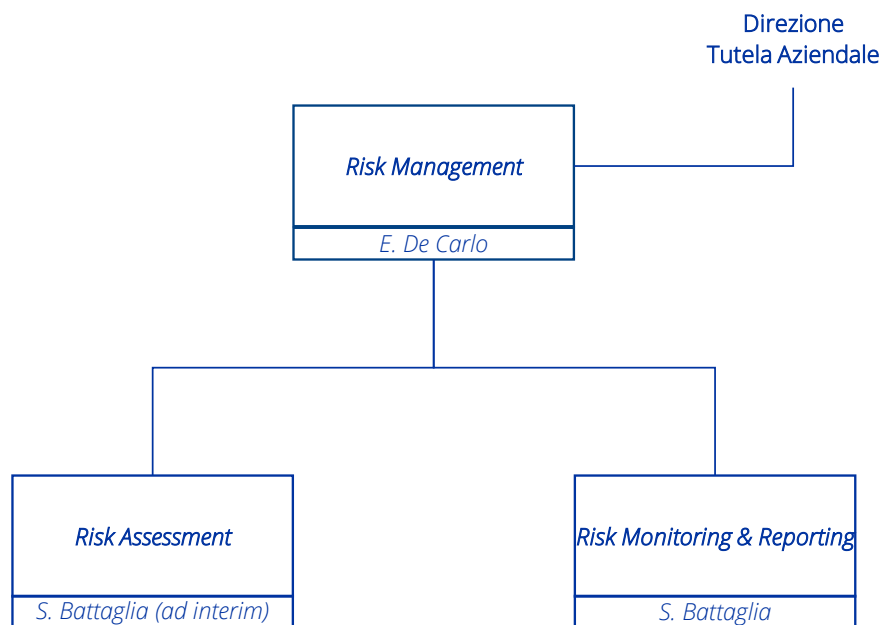 Direzione
Tutela Aziendale
Risk Management
E. De Carlo
Risk Assessment
S. Battaglia (ad interim)
Risk Monitoring & Reporting
S. Battaglia